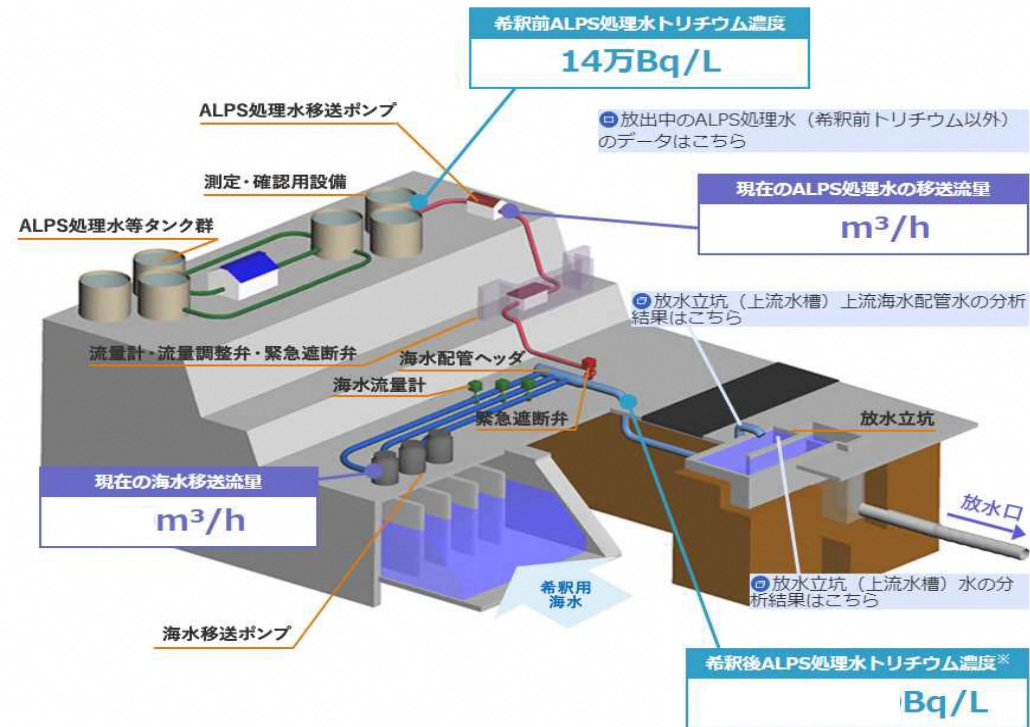 希釈前ALPS処理水トリチウム濃度
14万Bq/L
ALPS処理水移送ポンプ
放出中のALPS処理水（希釈前トリチウム以外）
のデータはこちら
測定・確認用設備
現在のALPS処理水の移送流量
m³/h
ALPS処理水等タンク群
放水立坑（上流水槽）上流海水配管水の分析
結果はこちら
流量計・流量調整弁・緊急遮断弁
海水配管ヘッダ
海水流量計
緊急遮断弁
放水立坑
現在の海水移送流量
m³/h
放水口
希釈用
海水
放水立坑（上流水槽）水の分
析結果はこちら
海水移送ポンプ
希釈後ALPS処理水トリチウム濃度※
Bq/L